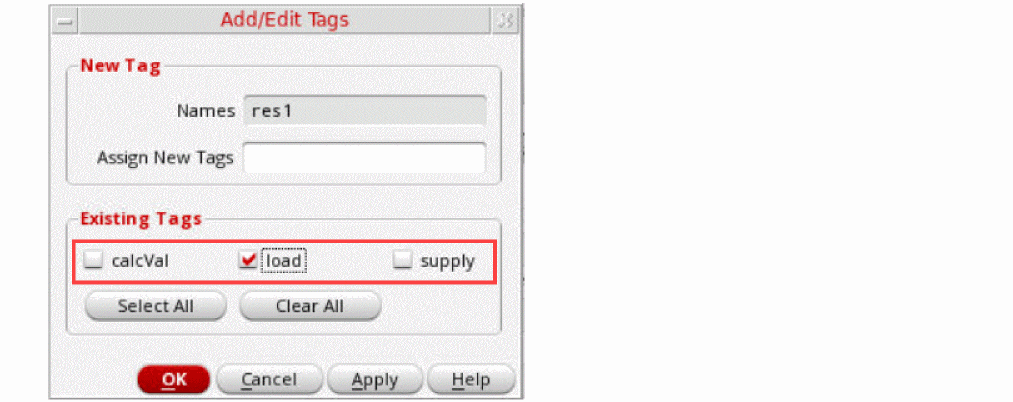 Add/Edit Tags
New Tag
Names res1
Assign New Tags
Existing Tags
calcVal load supply
Select All Clear All
OK Cancel Apply Help